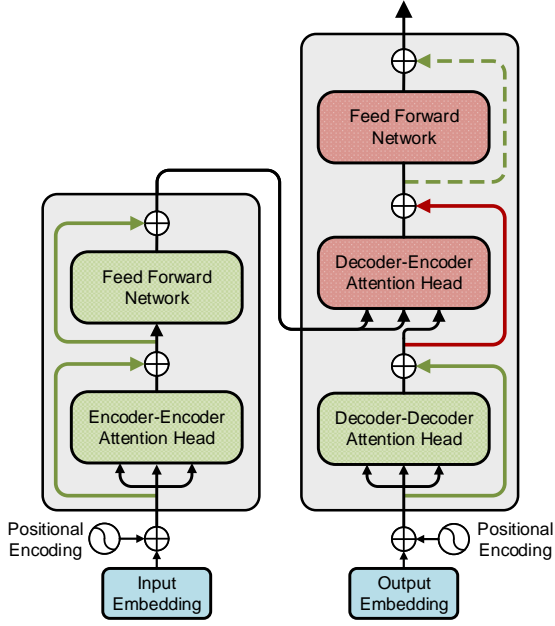 Feed Forward
Network
Decoder-Encoder
Attention Head
Feed Forward
Network
Encoder-Encoder
Attention Head
Decoder-Decoder
Attention Head
Positional
Encoding
Positional
Encoding
Input
Embedding
Output
Embedding